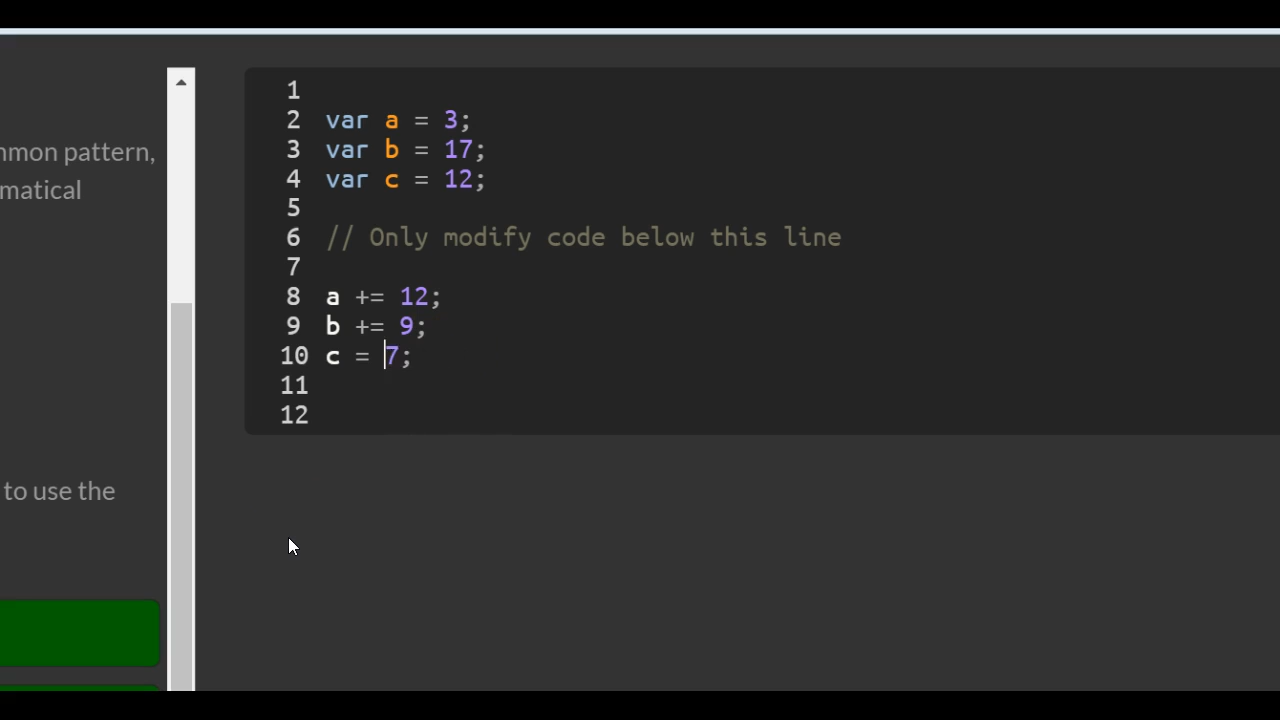 mmon pattern,
matical
to use the
1
2 var a = 3;
3 var b = 17;
4 var c = 12;
5
6 // Only modify code below this line
7
8 a += 12;
9 b += 9;
10 c = 7;
11
12